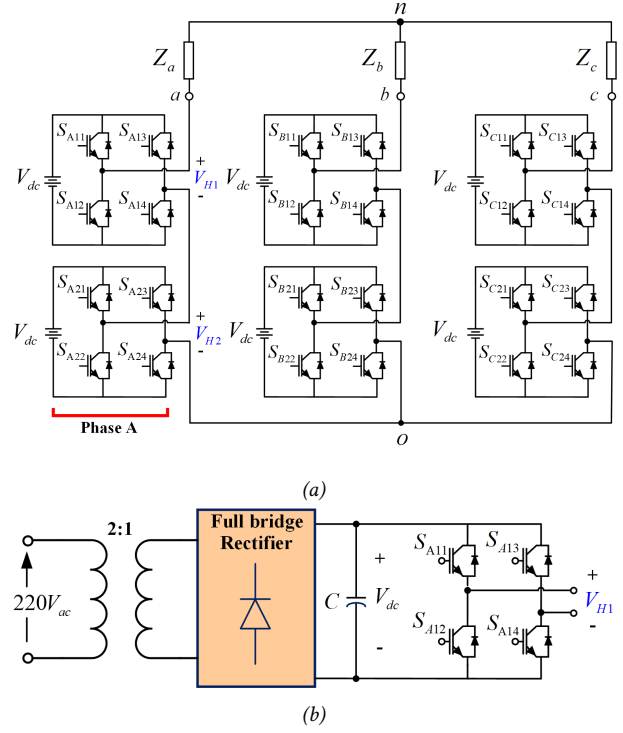 n
Z_a Z_b Z_c
a b c
S_A11 S_A13 S_B11 S_B13 S_C11 S_C13
+
V_dc V_H1 V_dc V_dc
S_A12 S_A14 - S_B12 S_B14 S_C12 S_C14
S_A21 S_A23 S_B21 S_B23 S_C21 S_C23
+
V_dc V_H2 V_dc V_dc
S_A22 S_A24 - S_B22 S_B24 S_C22 S_C24
Phase A
o
(a)
2:1
Full bridge
Rectifier
S_A11 S_A13
+ +
220V_ac C V_dc V_H1
S_A12 S_A14
- -
(b)